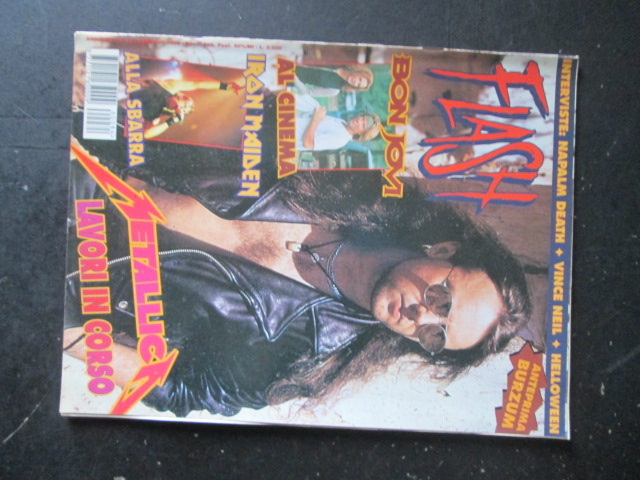 INTERVISTE: NAPALM DEATH + VINCE NEIL + HELLOWEEN
FLASH
BON JOVI
AL CINEMA
IRON MAIDEN
ALLA SBARRA
METALLICA
LAVORI IN CORSO
ANTEPRIMA
BURZUM